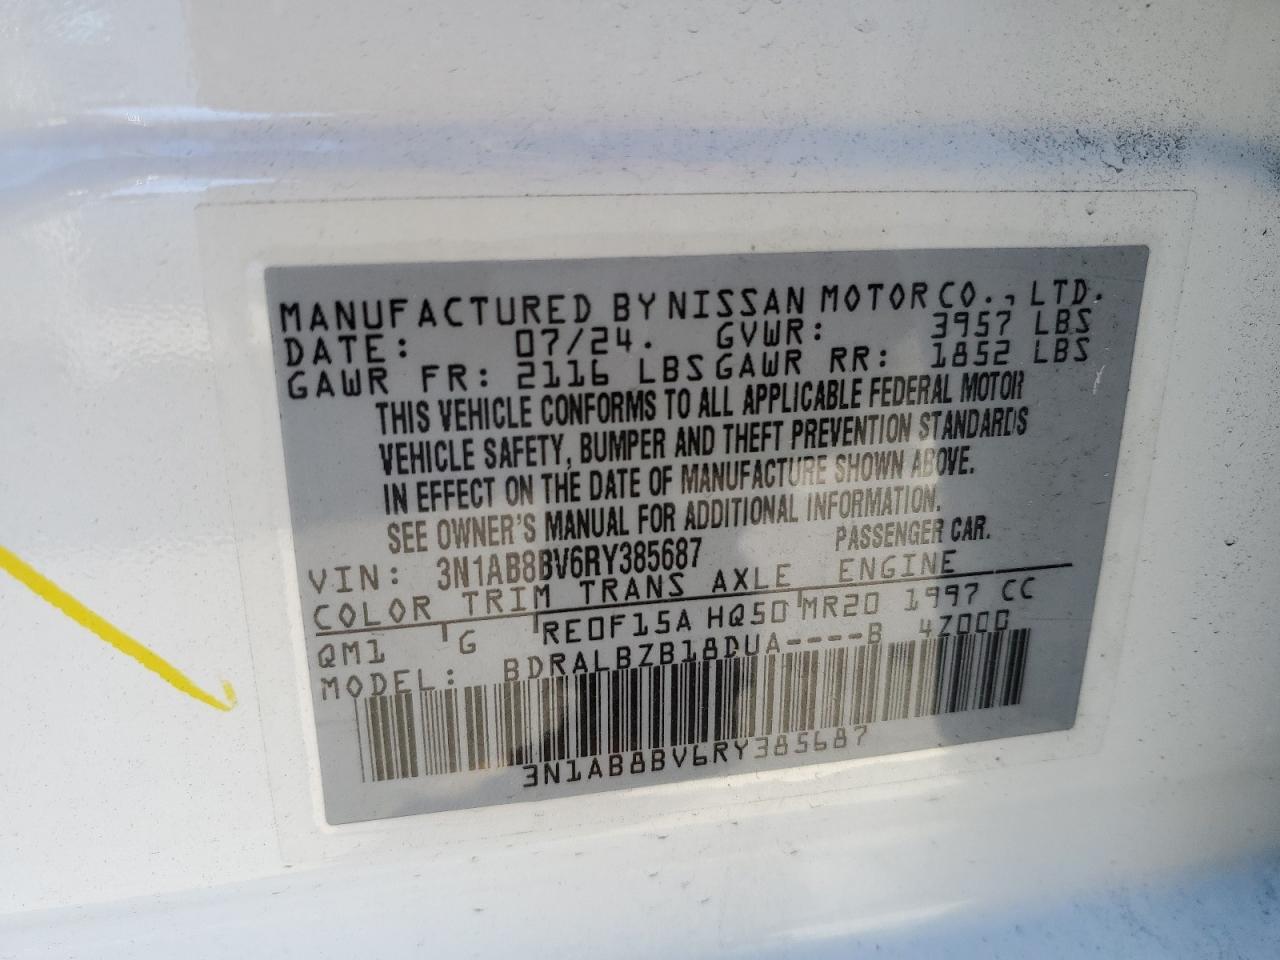 MANUFACTURED BY NISSAN MOTOR CO., LTD.
DATE: 07/24. GVWR: 3957 LBS
GAWR FR: 2116 LBS GAWR RR: 1852 LBS
THIS VEHICLE CONFORMS TO ALL APPLICABLE FEDERAL MOTOR
VEHICLE SAFETY, BUMPER AND THEFT PREVENTION STANDARDS
IN EFFECT ON THE DATE OF MANUFACTURE SHOWN ABOVE.
SEE OWNER'S MANUAL FOR ADDITIONAL INFORMATION.
VIN: 3N1AB8BV6RY385687 PASSENGER CAR.
COLOR TRIM TRANS AXLE ENGINE
QM1 G RE0F15A HQ50 MR20 1997 CC
MODEL: BDRALBZB18DUA----B 4Z000
3N1AB8BV6RY385687